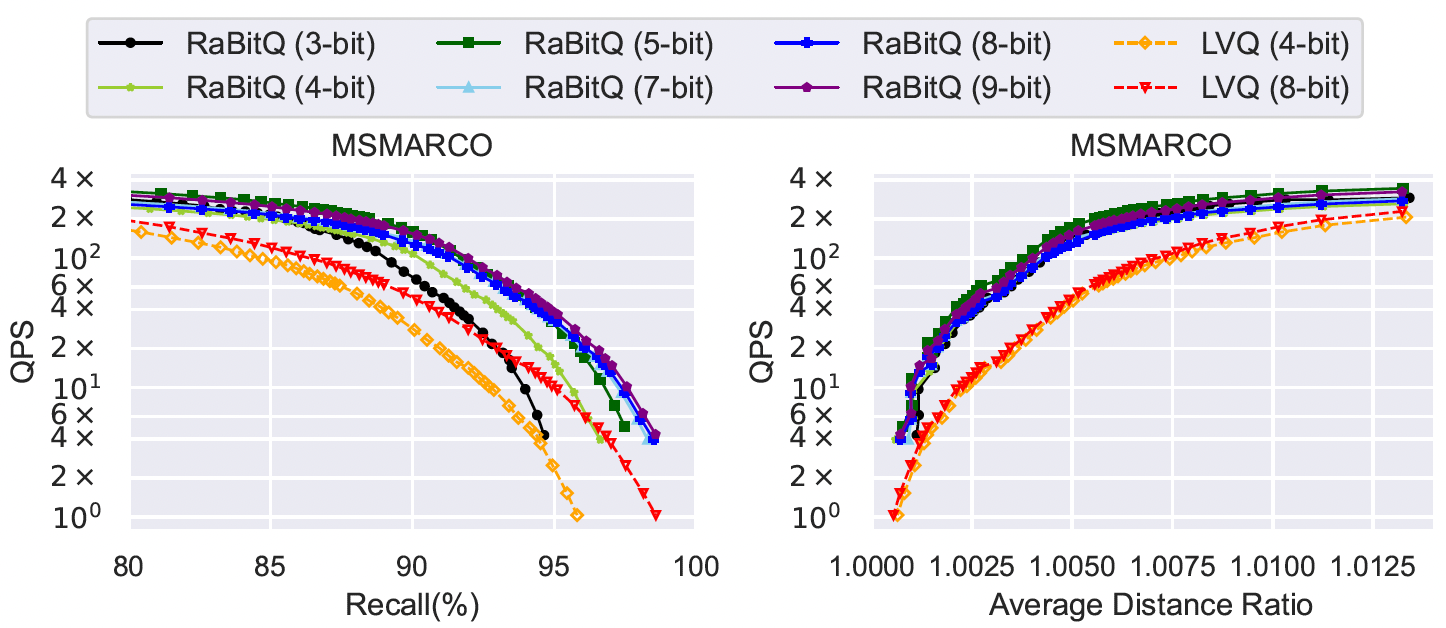 RaBitQ (3-bit) RaBitQ (5-bit) RaBitQ (8-bit) LVQ (4-bit)
RaBitQ (4-bit) RaBitQ (7-bit) RaBitQ (9-bit) LVQ (8-bit)
MSMARCO
4 ×
2 ×
10²
6 ×
4 ×
2 ×
10¹
6 ×
4 ×
2 ×
10⁰
QPS
80 85 90 95 100
Recall(%)
MSMARCO
4 ×
2 ×
10²
6 ×
4 ×
2 ×
10¹
6 ×
4 ×
2 ×
10⁰
QPS
1.0000 1.0025 1.0050 1.0075 1.0100 1.0125
Average Distance Ratio